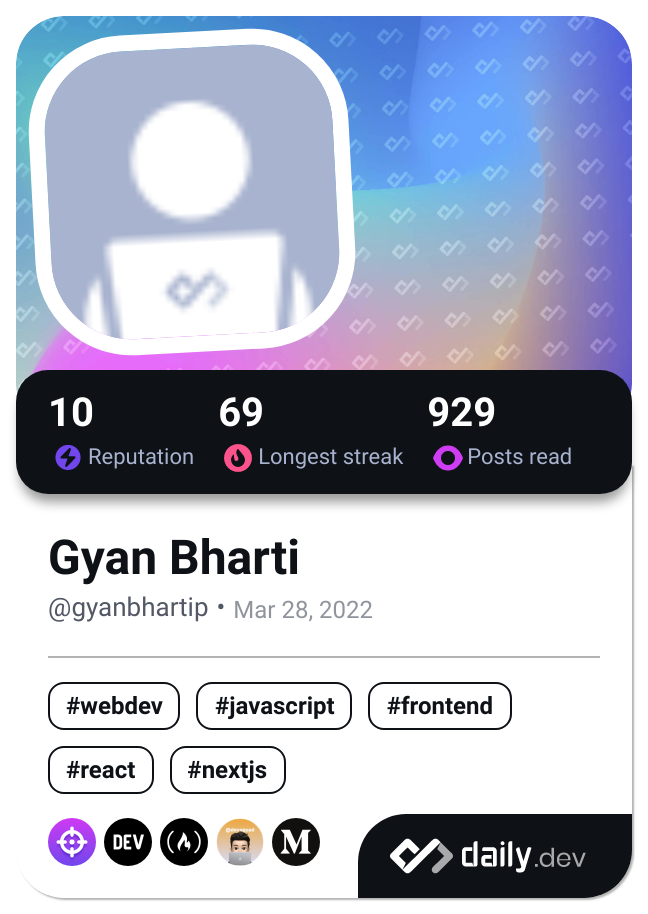 10 69 929
Reputation Longest streak Posts read
Gyan Bharti
@gyanbhartip • Mar 28, 2022
#webdev #javascript #frontend
#react #nextjs
DEV M
daily.dev